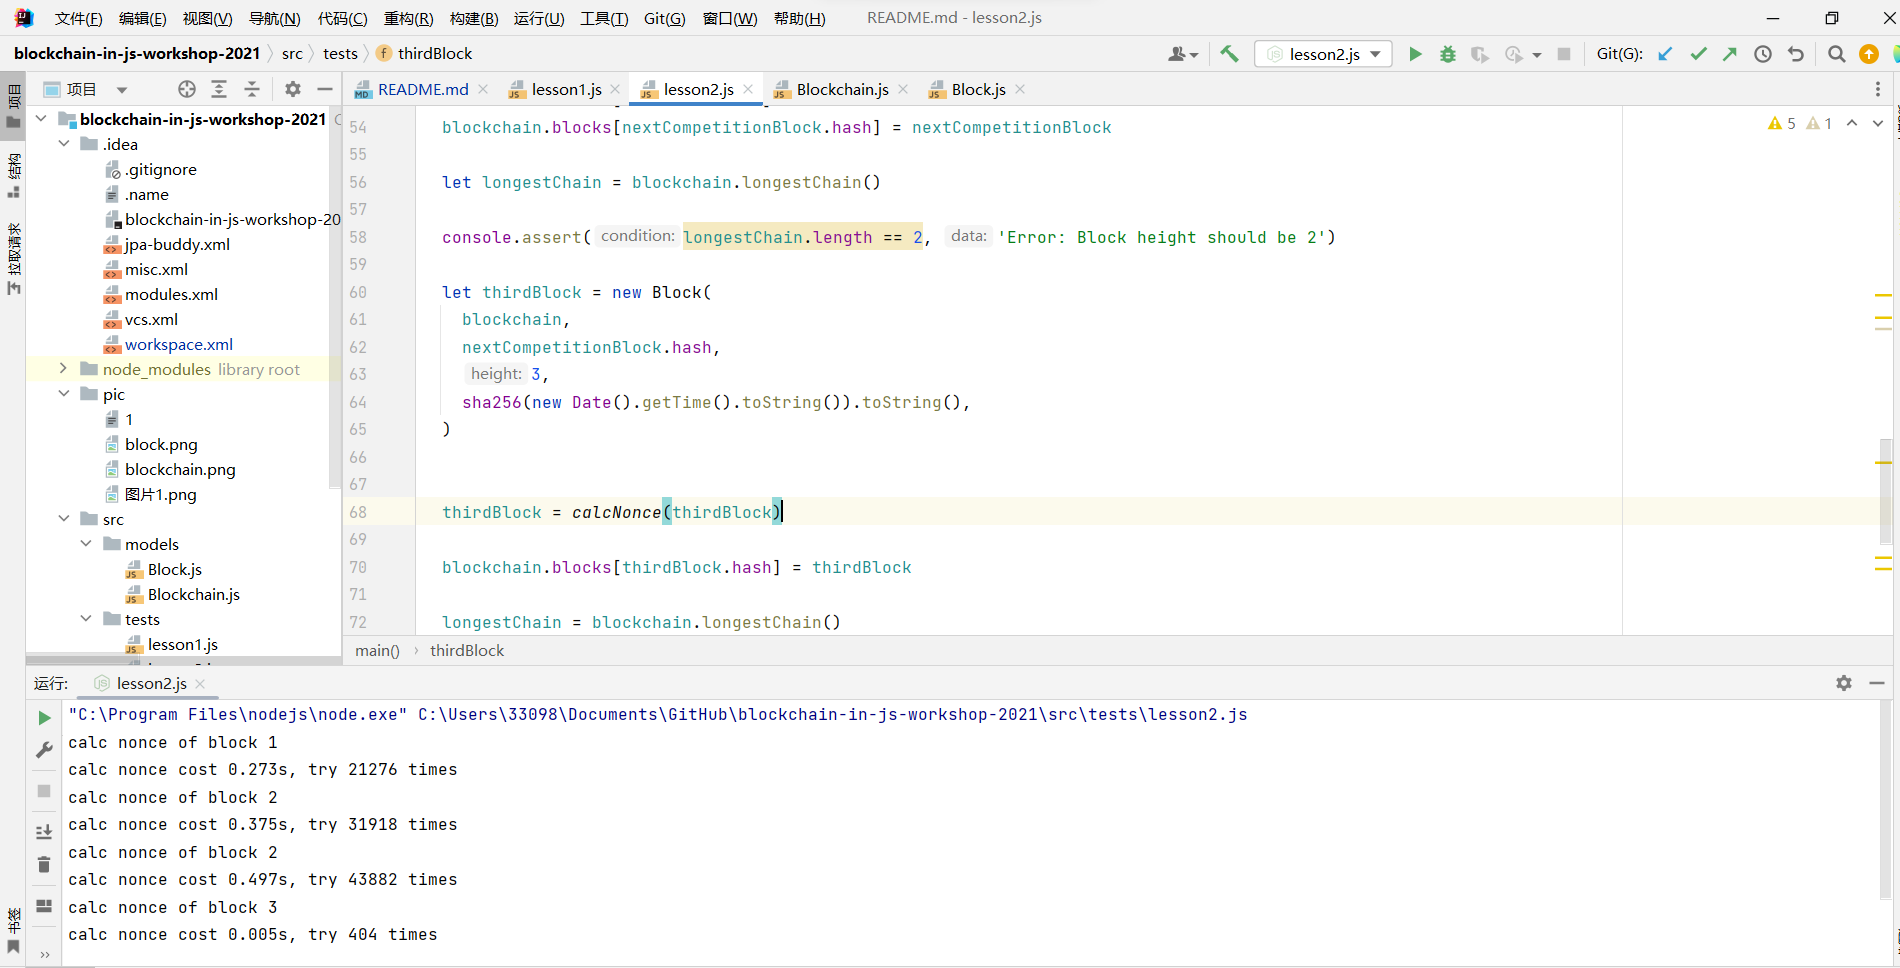 文件(F) 编辑(E) 视图(V) 导航(N) 代码(C) 重构(R) 构建(B) 运行(U) 工具(T) Git(G) 窗口(W) 帮助(H) README.md - lesson2.js
blockchain-in-js-workshop-2021 src tests f thirdBlock lesson2.js Git(G):
项目 README.md lesson1.js lesson2.js Blockchain.js Block.js
项目
结构
拉取请求
书签
blockchain-in-js-workshop-2021
.idea
.gitignore
.name
blockchain-in-js-workshop-20
jpa-buddy.xml
misc.xml
modules.xml
vcs.xml
workspace.xml
node_modules library root
pic
1
block.png
blockchain.png
图片1.png
src
models
Block.js
Blockchain.js
tests
lesson1.js
5 1
54 blockchain.blocks[nextCompetitionBlock.hash] = nextCompetitionBlock
55
56 let longestChain = blockchain.longestChain()
57
58 console.assert( condition: longestChain.length == 2, data: 'Error: Block height should be 2')
59
60 let thirdBlock = new Block(
61 blockchain,
62 nextCompetitionBlock.hash,
63 height: 3,
64 sha256(new Date().getTime().toString()).toString(),
65 )
66
67
68 thirdBlock = calcNonce(thirdBlock)
69
70 blockchain.blocks[thirdBlock.hash] = thirdBlock
71
72 longestChain = blockchain.longestChain()
main() thirdBlock
运行: lesson2.js
"C:\Program Files\nodejs\node.exe" C:\Users\33098\Documents\GitHub\blockchain-in-js-workshop-2021\src\tests\lesson2.js
calc nonce of block 1
calc nonce cost 0.273s, try 21276 times
calc nonce of block 2
calc nonce cost 0.375s, try 31918 times
calc nonce of block 2
calc nonce cost 0.497s, try 43882 times
calc nonce of block 3
calc nonce cost 0.005s, try 404 times